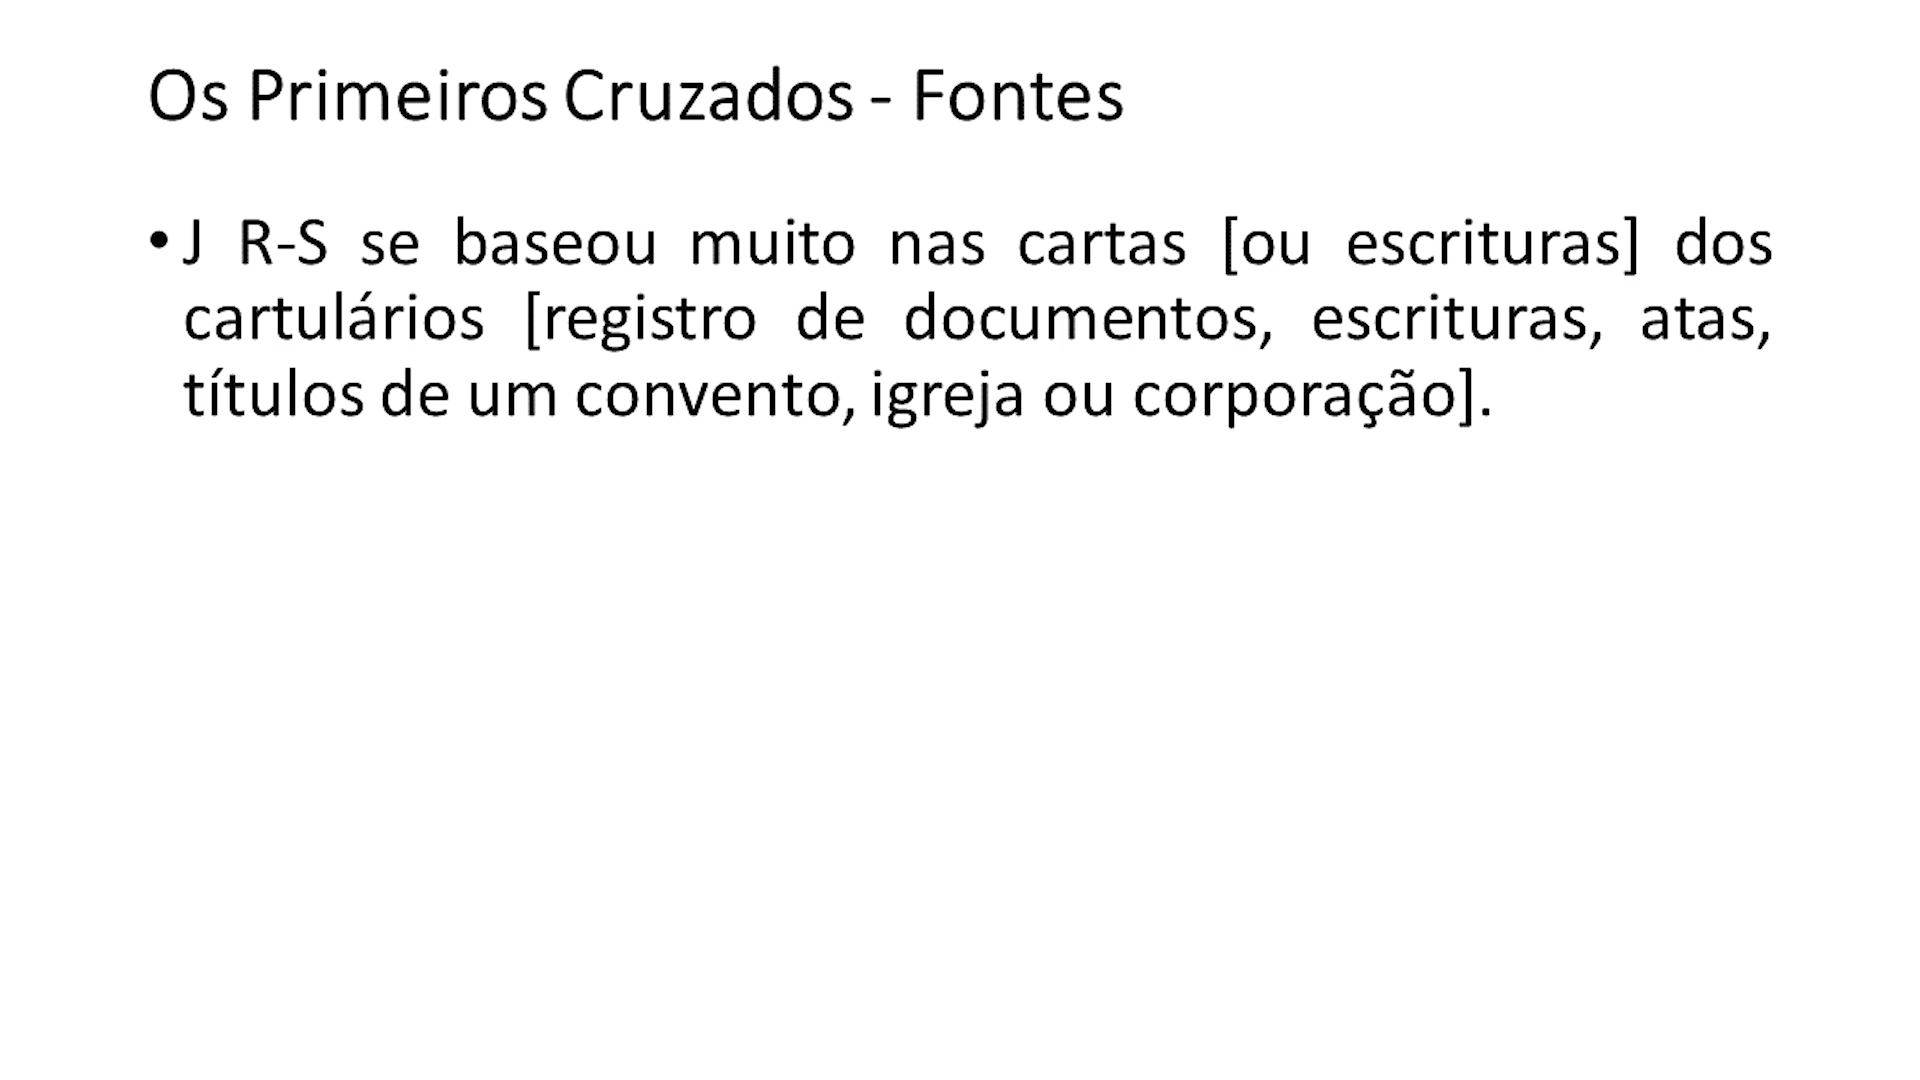 Os Primeiros Cruzados - Fontes
• J R-S se baseou muito nas cartas [ou escrituras] dos
cartulários [registro de documentos, escrituras, atas,
títulos de um convento, igreja ou corporação].